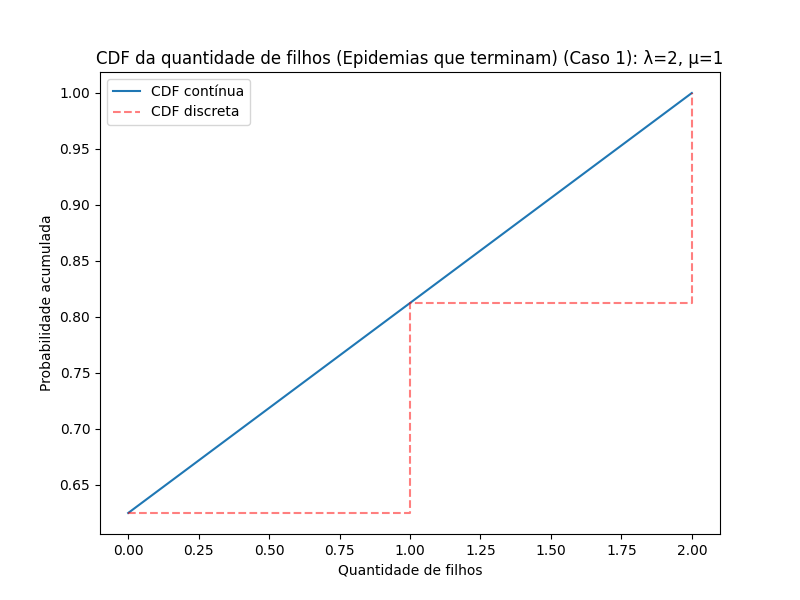 CDF da quantidade de filhos (Epidemias que terminam) (Caso 1): λ=2, μ=1
CDF contínua
CDF discreta
Probabilidade acumulada
1.00
0.95
0.90
0.85
0.80
0.75
0.70
0.65
0.00 0.25 0.50 0.75 1.00 1.25 1.50 1.75 2.00
Quantidade de filhos